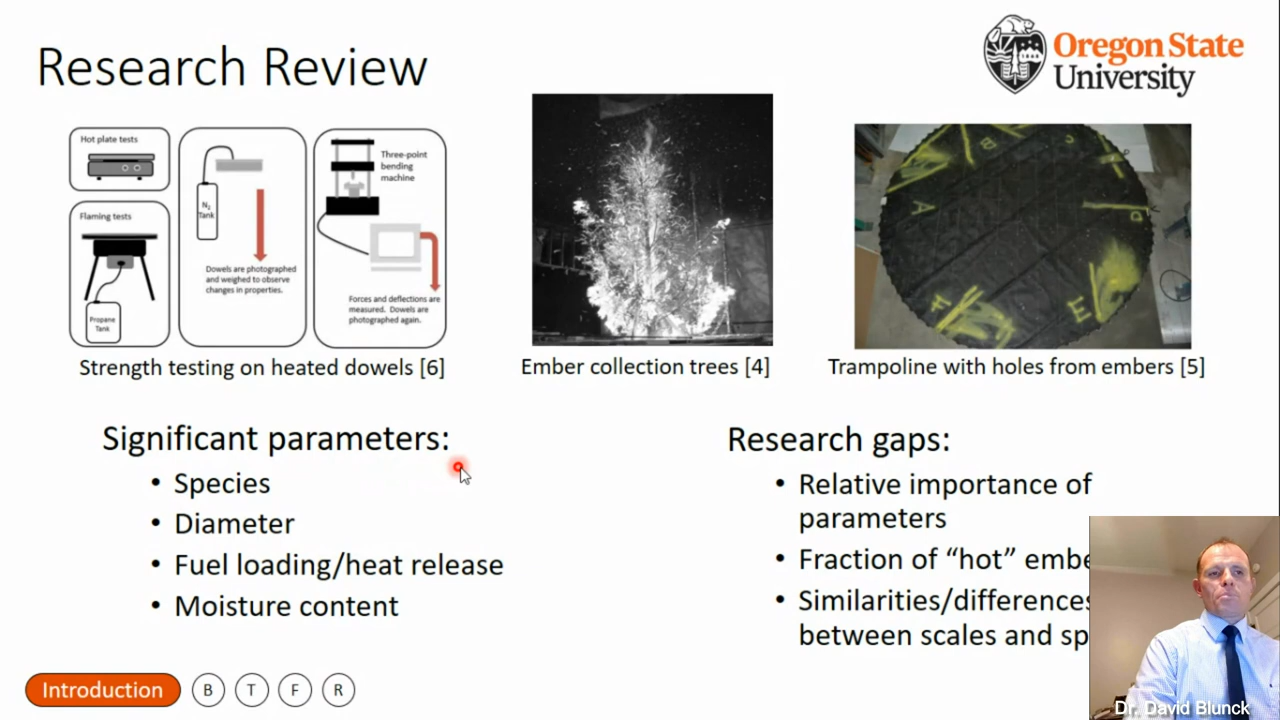 Research Review
Oregon State
University
Hot plate tests
Flaming tests
Propane
Tank
N2
Tank
Dowels are photographed
and weighed to observe
changes in properties.
Three-point
bending
machine
Forces and deflections are
measured. Dowels are
photographed again.
A
B
C
D
E
H
Strength testing on heated dowels [6]
Ember collection trees [4]
Trampoline with holes from embers [5]
Significant parameters:
• Species
• Diameter
• Fuel loading/heat release
• Moisture content
Research gaps:
• Relative importance of
parameters
• Fraction of “hot” embe
• Similarities/differences
between scales and sp
Introduction
B
T
F
R
Dr. David Blunck